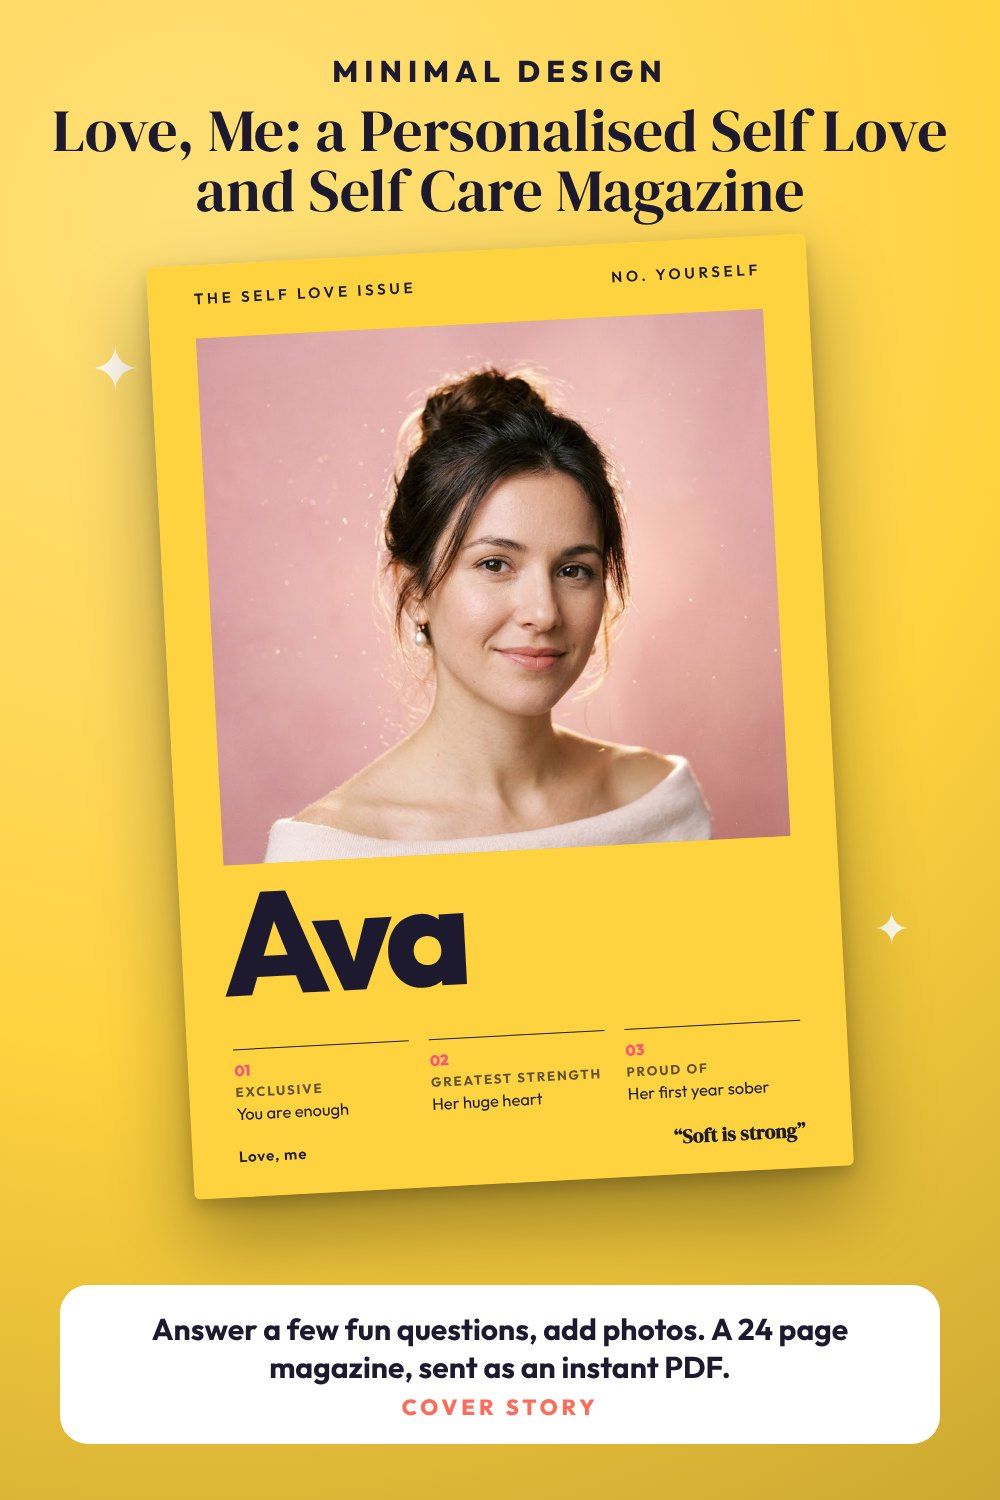 MINIMAL DESIGN
Love, Me: a Personalised Self Love
and Self Care Magazine
THE SELF LOVE ISSUE
NO. YOURSELF
Ava
01
EXCLUSIVE
You are enough
02
GREATEST STRENGTH
Her huge heart
03
PROUD OF
Her first year sober
Love, me
“Soft is strong”
Answer a few fun questions, add photos. A 24 page
magazine, sent as an instant PDF.
COVER STORY